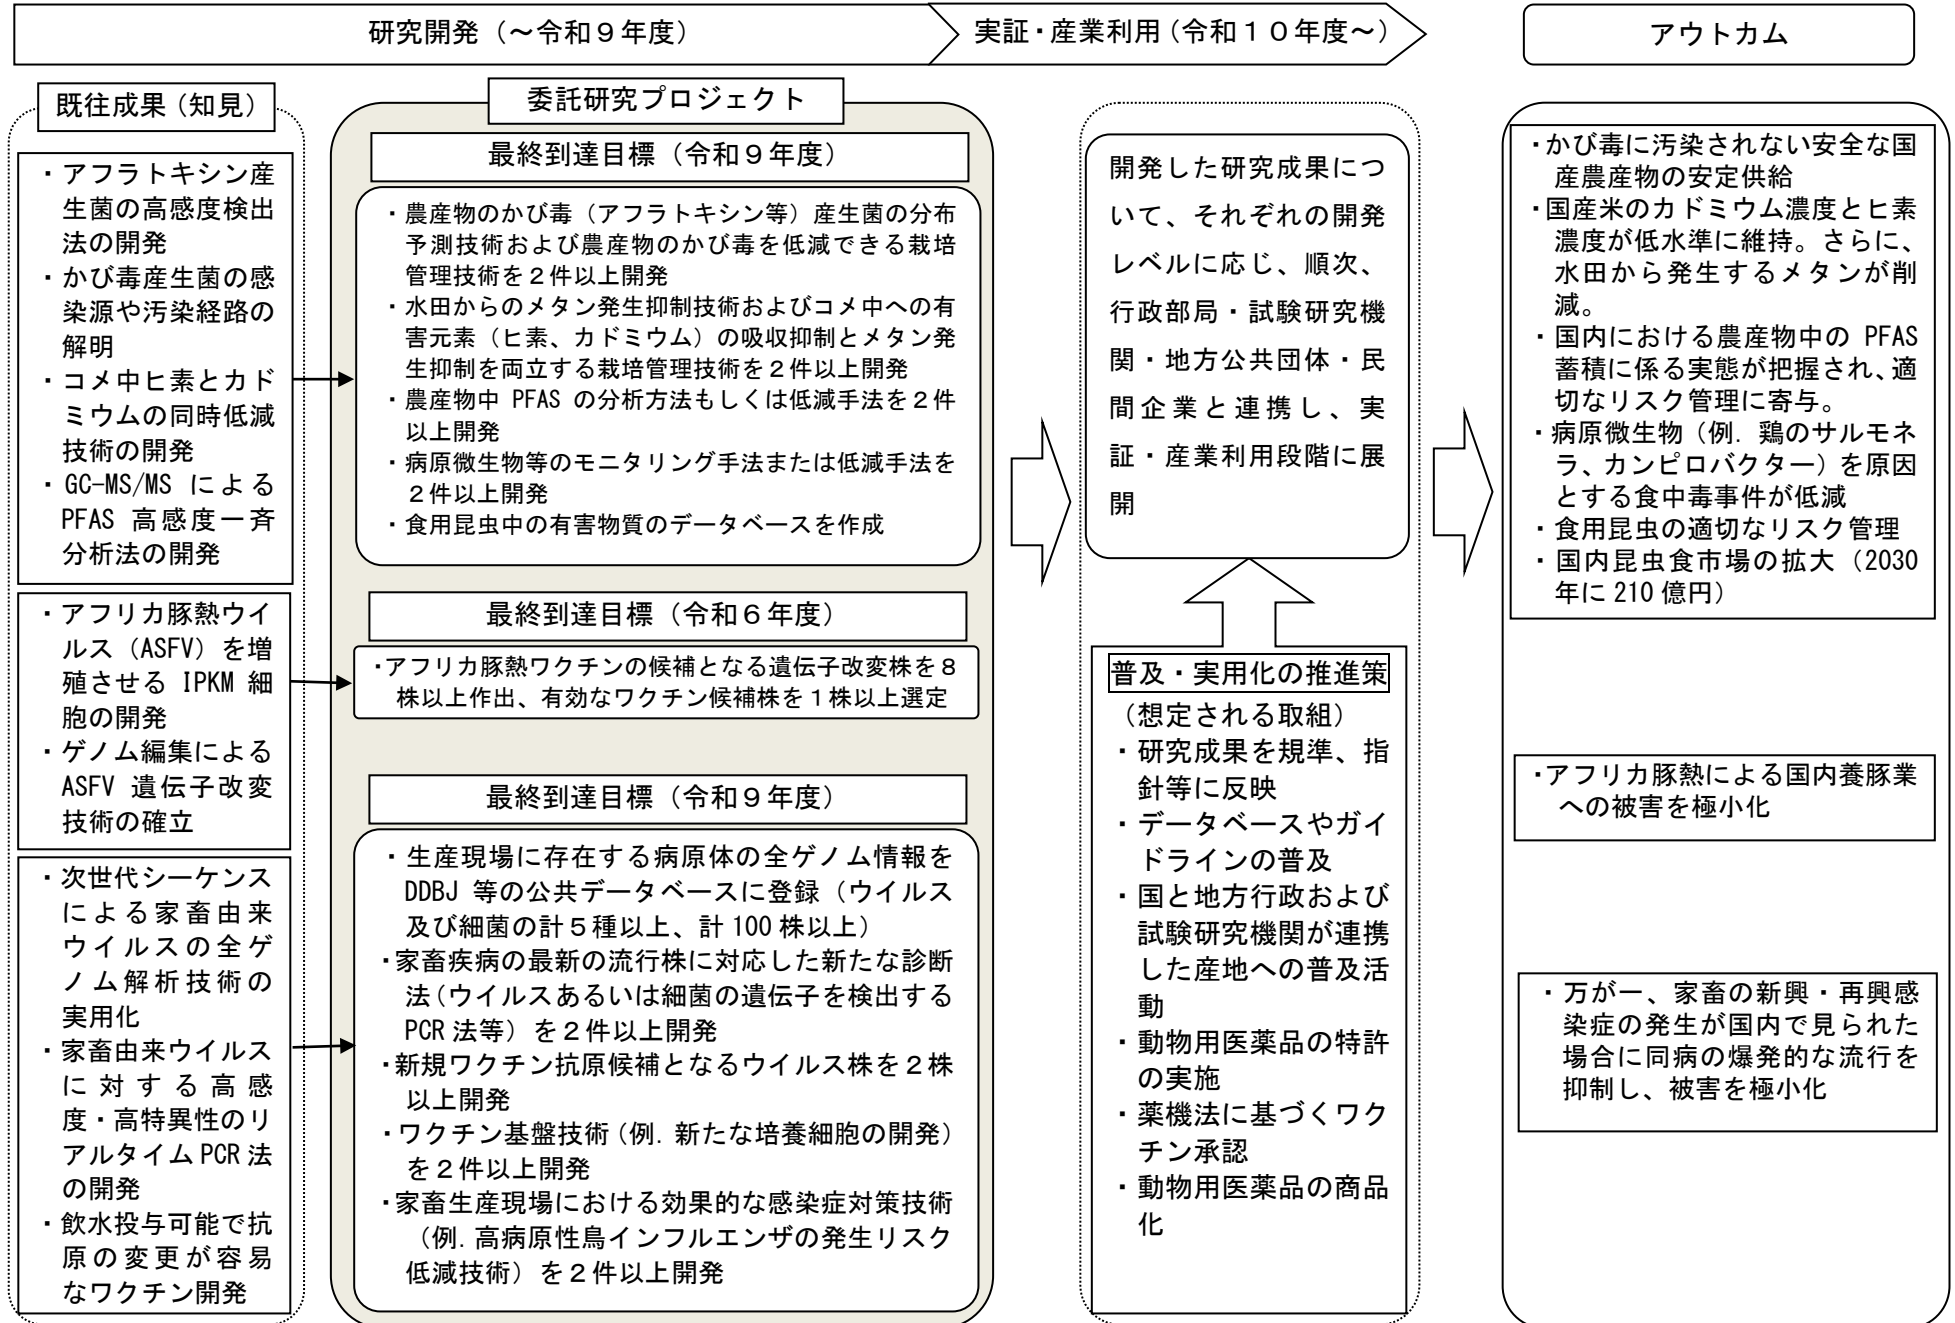 研究開発（～令和９年度）
実証・産業利用（令和１０年度～）
アウトカム
既往成果（知見）
・アフラトキシン産
生菌の高感度検出
法の開発
・かび毒産生菌の感
染源や汚染経路の
解明
・コメ中ヒ素とカド
ミウムの同時低減
技術の開発
・GC-MS/MS による
PFAS 高感度一斉
分析法の開発
・アフリカ豚熱ウイ
ルス（ASFV）を増
殖させる IPKM 細
胞の開発
・ゲノム編集による
ASFV 遺伝子改変
技術の確立
・次世代シーケンス
による家畜由来
ウイルスの全ゲ
ノム解析技術の
実用化
・家畜由来ウイルス
に対する高感
度・高特異性のリ
アルタイム PCR 法
の開発
・飲水投与可能で抗
原の変更が容易
なワクチン開発
委託研究プロジェクト
最終到達目標（令和９年度）
・農産物のかび毒（アフラトキシン等）産生菌の分布
予測技術および農産物のかび毒を低減できる栽培
管理技術を２件以上開発
・水田からのメタン発生抑制技術およびコメ中への有
害元素（ヒ素、カドミウム）の吸収抑制とメタン発
生抑制を両立する栽培管理技術を２件以上開発
・農産物中 PFAS の分析方法もしくは低減手法を２件
以上開発
・病原微生物等のモニタリング手法または低減手法を
２件以上開発
・食用昆虫中の有害物質のデータベースを作成
最終到達目標（令和６年度）
・アフリカ豚熱ワクチンの候補となる遺伝子改変株を８
株以上作出、有効なワクチン候補株を１株以上選定
最終到達目標（令和９年度）
・生産現場に存在する病原体の全ゲノム情報を
DDBJ 等の公共データベースに登録（ウイルス
及び細菌の計５種以上、計 100 株以上）
・家畜疾病の最新の流行株に対応した新たな診断
法（ウイルスあるいは細菌の遺伝子を検出する
PCR 法等）を２件以上開発
・新規ワクチン抗原候補となるウイルス株を２株
以上開発
・ワクチン基盤技術（例. 新たな培養細胞の開発）
を２件以上開発
・家畜生産現場における効果的な感染症対策技術
（例. 高病原性鳥インフルエンザの発生リスク
低減技術）を２件以上開発
開発した研究成果につ
いて、それぞれの開発
レベルに応じ、順次、
行政部局・試験研究機
関・地方公共団体・民
間企業と連携し、実
証・産業利用段階に展
開
普及・実用化の推進策
（想定される取組）
・研究成果を規準、指
針等に反映
・データベースやガイ
ドラインの普及
・国と地方行政および
試験研究機関が連携
した産地への普及活
動
・動物用医薬品の特許
の実施
・薬機法に基づくワク
チン承認
・動物用医薬品の商品
化
・かび毒に汚染されない安全な国
産農産物の安定供給
・国産米のカドミウム濃度とヒ素
濃度が低水準に維持。さらに、
水田から発生するメタンが削
減。
・国内における農産物中の PFAS
蓄積に係る実態が把握され、適
切なリスク管理に寄与。
・病原微生物（例. 鶏のサルモネ
ラ、カンピロバクター）を原因
とする食中毒事件が低減
・食用昆虫の適切なリスク管理
・国内昆虫食市場の拡大（2030
年に 210 億円）
・アフリカ豚熱による国内養豚業
への被害を極小化
・万が一、家畜の新興・再興感
染症の発生が国内で見られた
場合に同病の爆発的な流行を
抑制し、被害を極小化